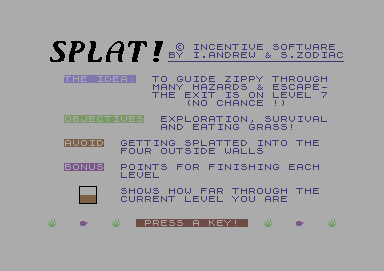 SPLAT!
© INCENTIVE SOFTWARE
BY I.ANDREW & S.ZODIAC
THE IDEA TO GUIDE ZIPPY THROUGH
MANY HAZARDS & ESCAPE-
THE EXIT IS ON LEVEL 7
(NO CHANCE !)
OBJECTIVES EXPLORATION, SURVIVAL
AND EATING GRASS!
AVOID GETTING SPLATTED INTO THE
FOUR OUTSIDE WALLS
BONUS POINTS FOR FINISHING EACH
LEVEL
SHOWS HOW FAR THROUGH THE
CURRENT LEVEL YOU ARE
PRESS A KEY!